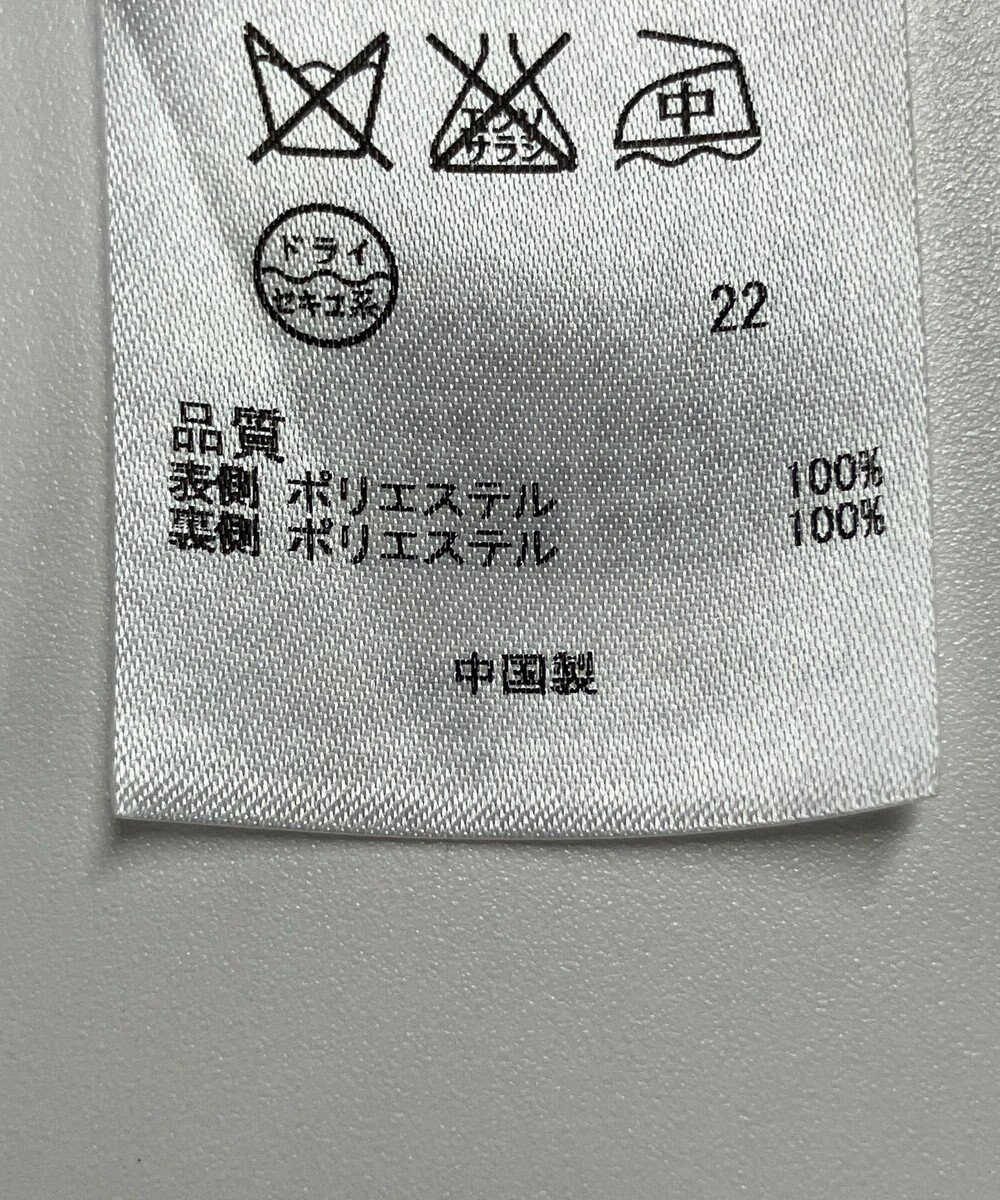 エンソ
サラシ
中
ドライ
セキユ系
22
品質
表側 ポリエステル 100%
裏側 ポリエステル 100%
中国製